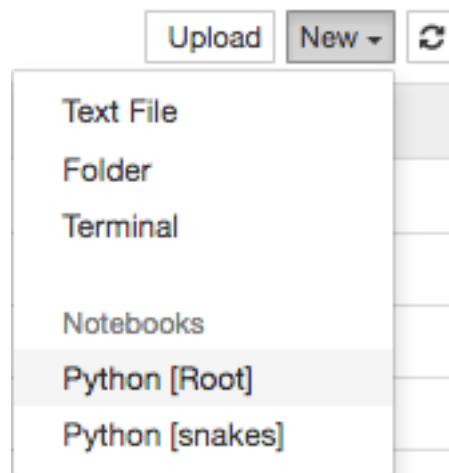 Upload New
Text File
Folder
Terminal
Notebooks
Python [Root]
Python [snakes]